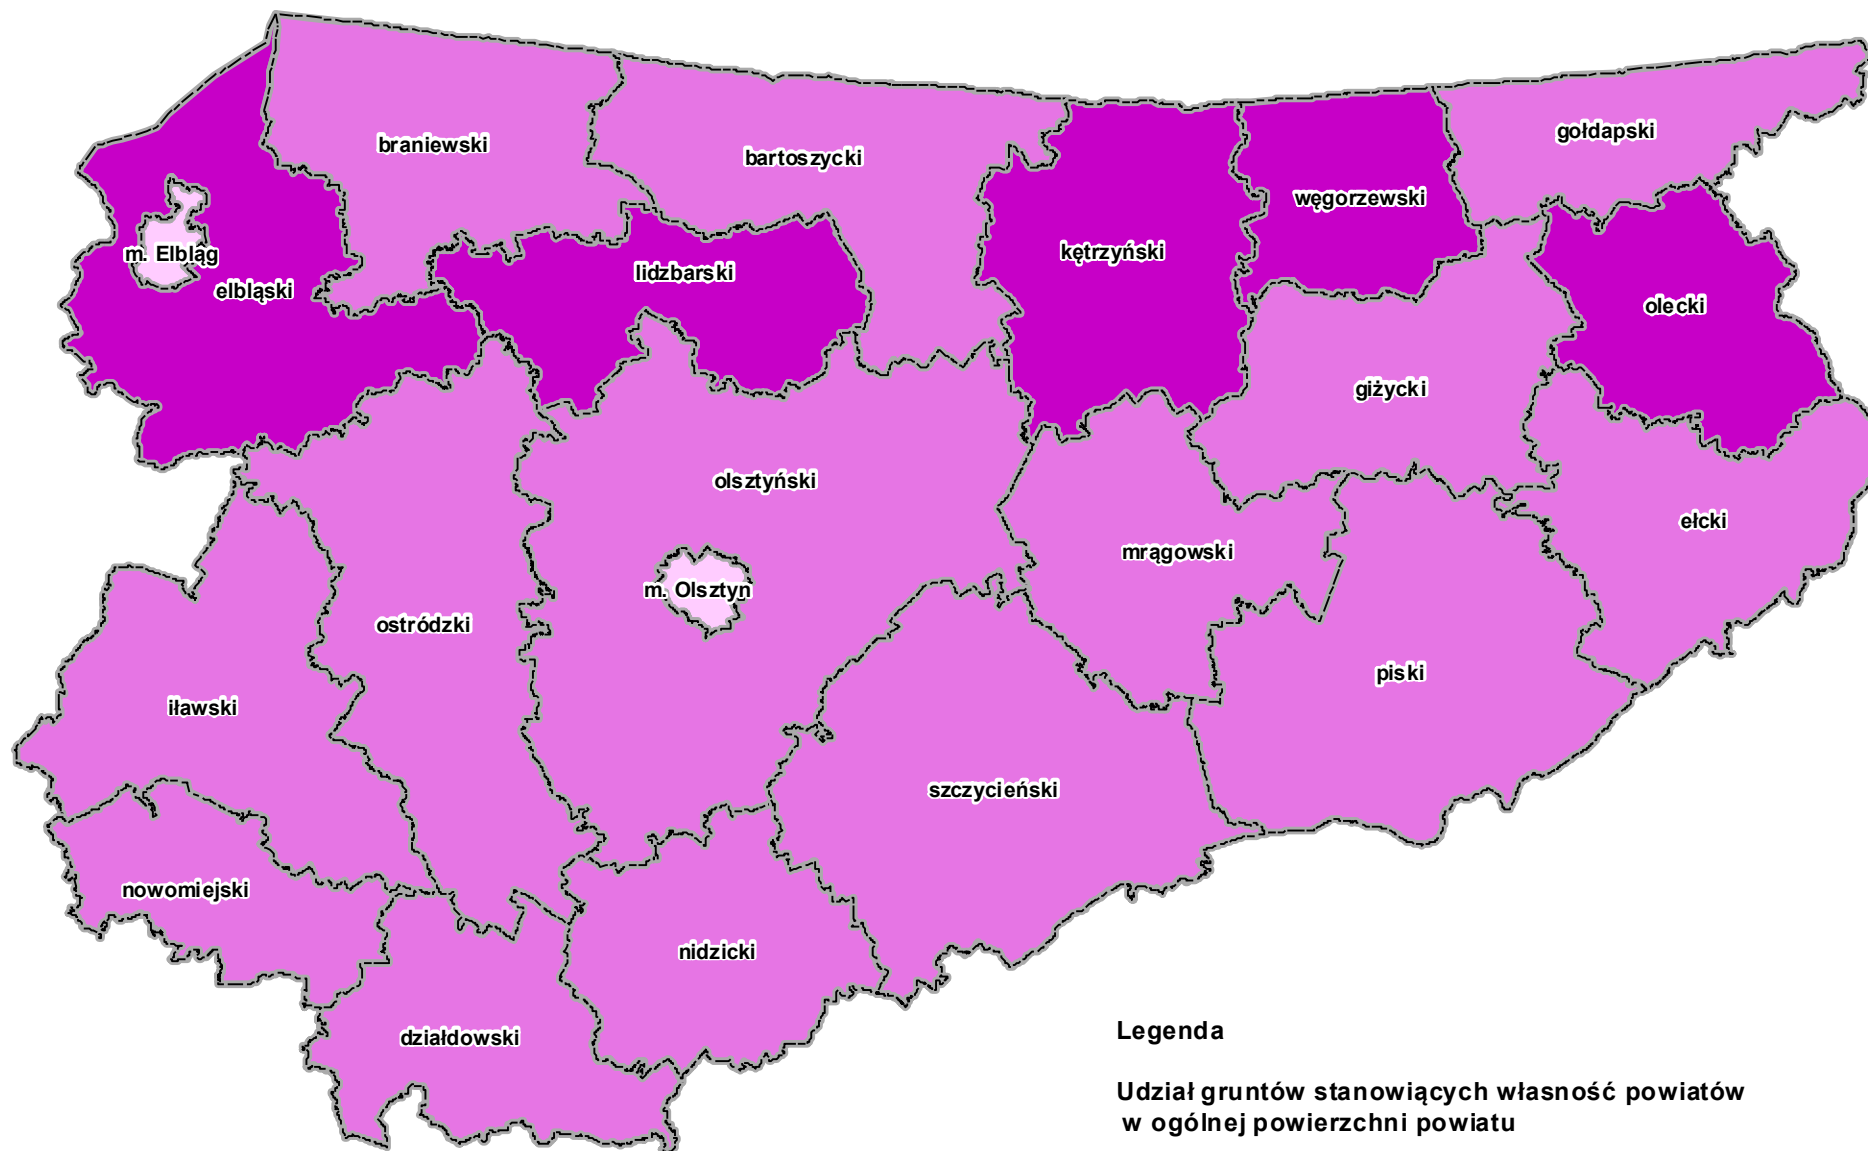 braniewski
bartoszycki
gołdapski
węgorzewski
m. Elbląg
elbląski
lidzbarski
kętrzyński
olecki
giżycki
olsztyński
ełcki
mrągowski
m. Olsztyn
ostródzki
piski
iławski
szczycieński
nowomiejski
nidzicki
działdowski
Legenda
Udział gruntów stanowiących własność powiatów
w ogólnej powierzchni powiatu